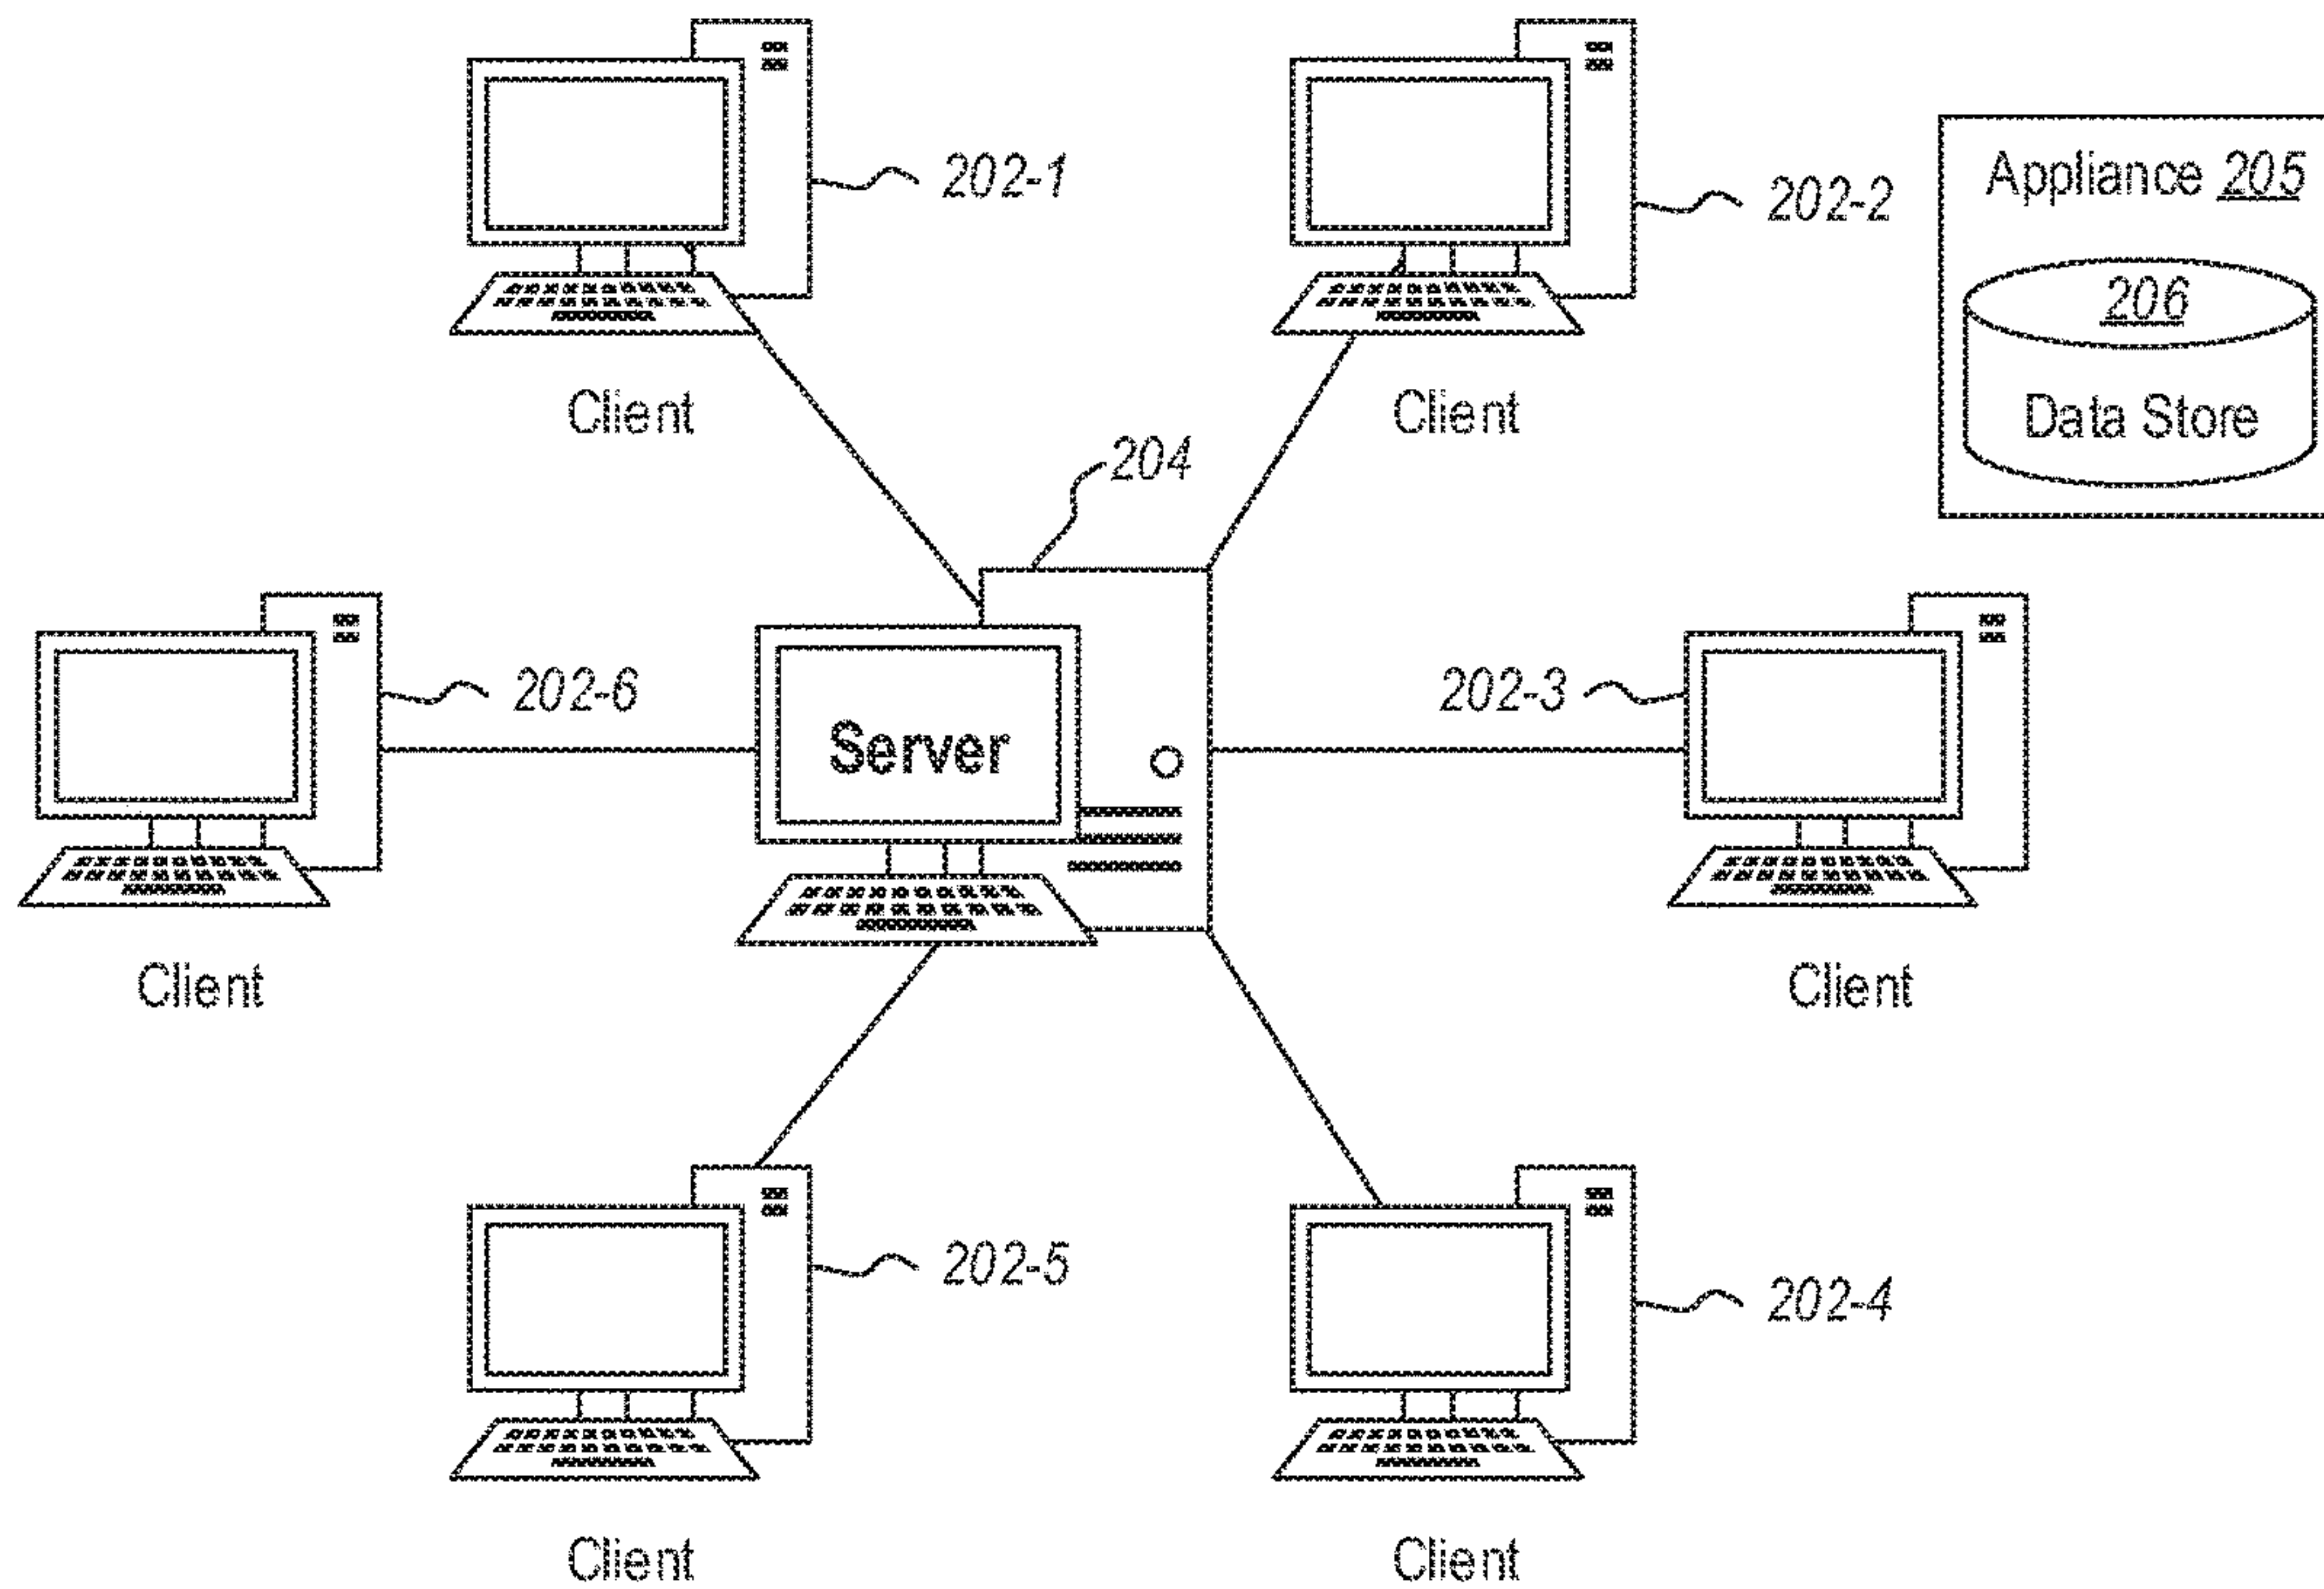 202-1
202-2
Appliance 205
206
Data Store
Client
Client
204
202-6
Server
202-3
Client
Client
202-5
202-4
Client
Client